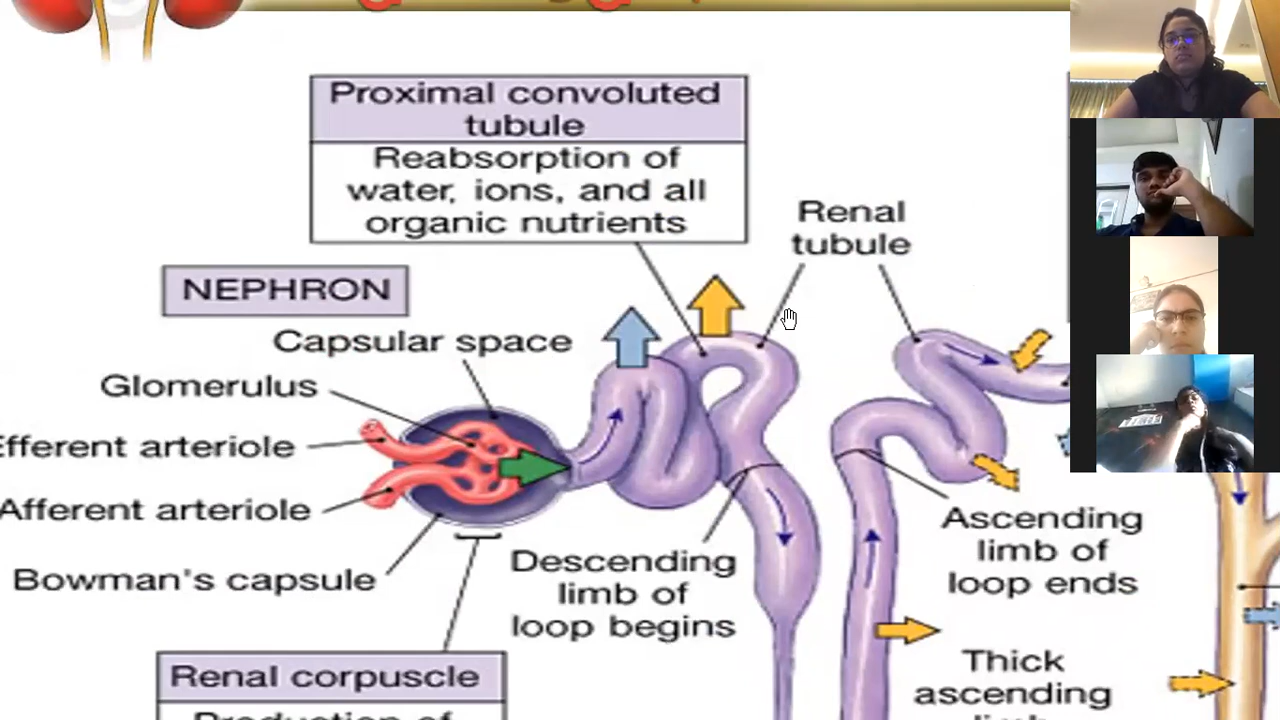 Proximal convoluted
tubule
Reabsorption of
water, ions, and all
organic nutrients
Renal
tubule
NEPHRON
Capsular space
Glomerulus
Efferent arteriole
Afferent arteriole
Bowman's capsule
Descending
limb of
loop begins
Ascending
limb of
loop ends
Renal corpuscle
Production of
Thick
ascending
limb